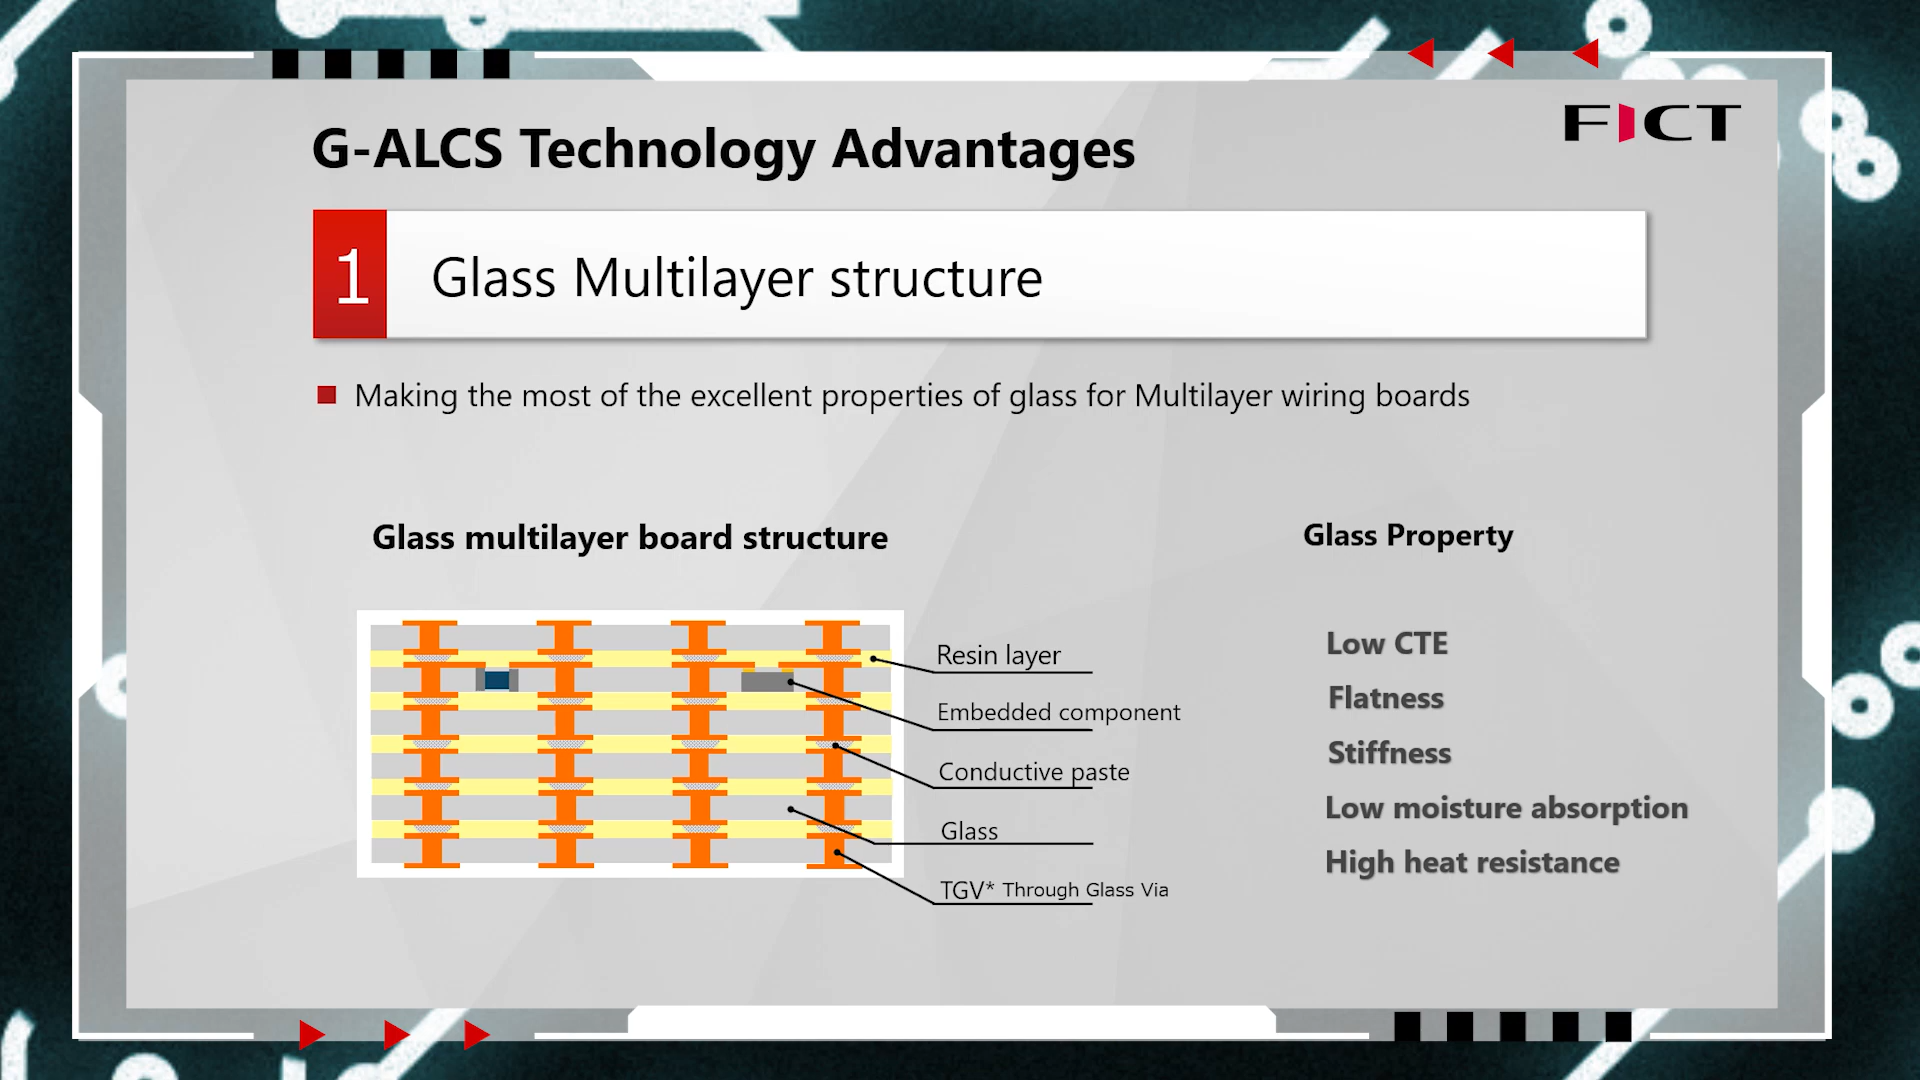 FICT
G-ALCS Technology Advantages
1
Glass Multilayer structure
Making the most of the excellent properties of glass for Multilayer wiring boards
Glass multilayer board structure
Resin layer
Embedded component
Conductive paste
Glass
TGV* Through Glass Via
Glass Property
Low CTE
Flatness
Stiffness
Low moisture absorption
High heat resistance